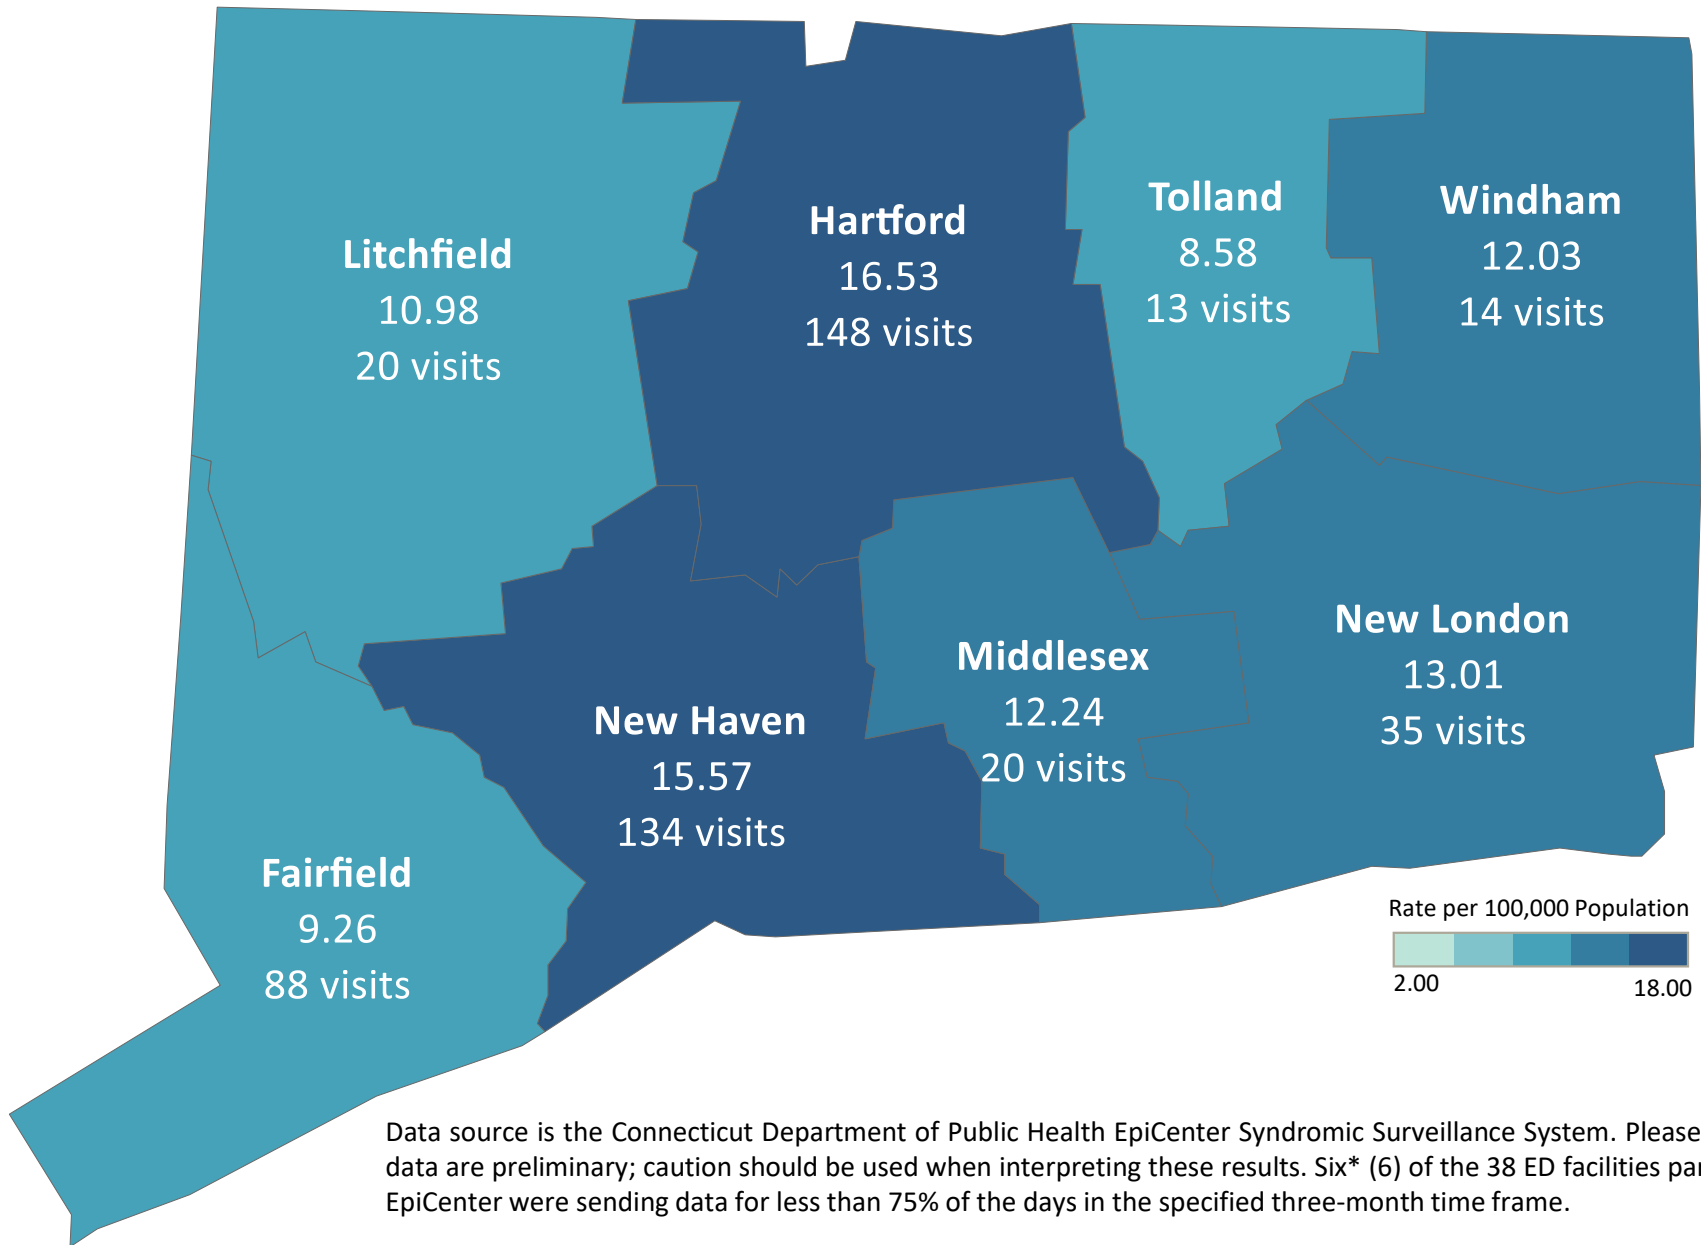 Litchfield
10.98
20 visits
Hartford
16.53
148 visits
Tolland
8.58
13 visits
Windham
12.03
14 visits
New Haven
15.57
134 visits
Middlesex
12.24
20 visits
New London
13.01
35 visits
Fairfield
9.26
88 visits
Rate per 100,000 Population
2.00
18.00
Data source is the Connecticut Department of Public Health EpiCenter Syndromic Surveillance System. Please
data are preliminary; caution should be used when interpreting these results. Six* (6) of the 38 ED facilities
EpiCenter were sending data for less than 75% of the days in the specified three-month time frame.